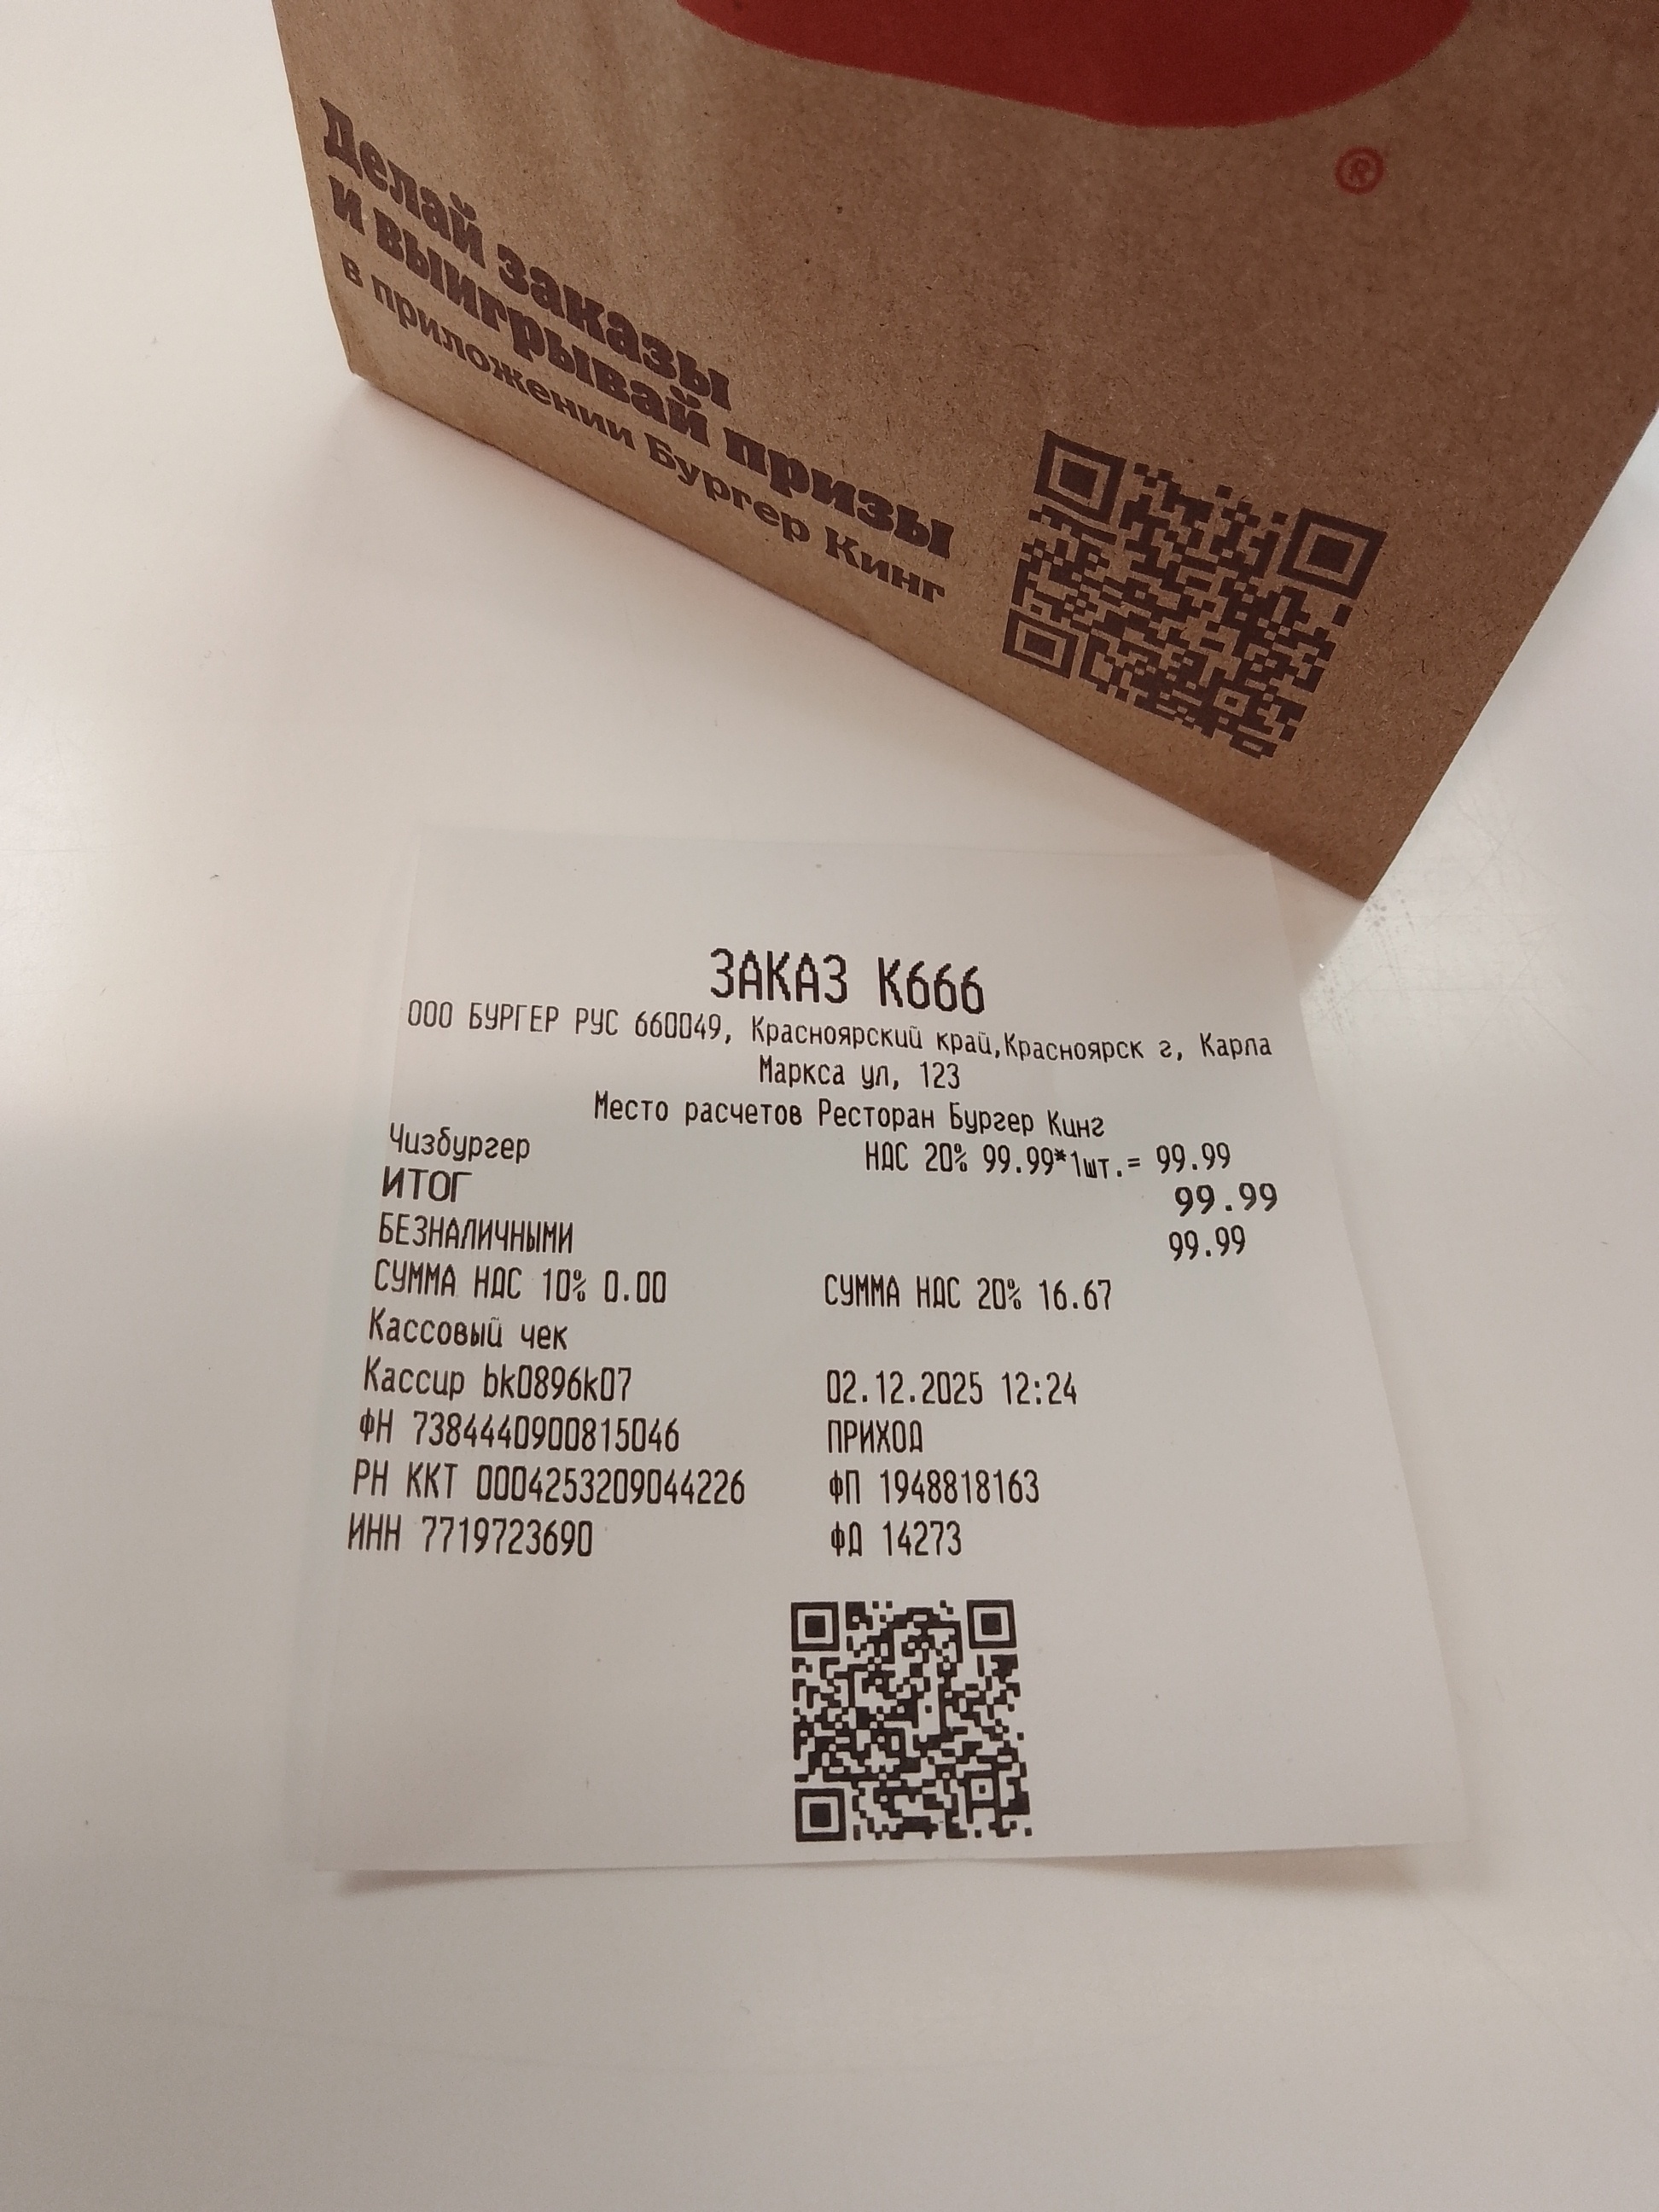 Делай заказы
и выигрывай призы
в приложении Бургер Кинг
®
ЗАКАЗ К666
ООО БУРГЕР РУС 660049, Красноярский край,Красноярск г, Карла
Маркса ул, 123
Место расчетов Ресторан Бургер Кинг
Чизбургер НДС 20% 99.99*1шт.= 99.99
ИТОГ 99.99
БЕЗНАЛИЧНЫМИ 99.99
СУММА НДС 10% 0.00 СУММА НДС 20% 16.67
Кассовый чек
Кассир bk0896k07 02.12.2025 12:24
ФН 7384440900815046 ПРИХОД
РН ККТ 0004253209044226 ФП 1948818163
ИНН 7719723690 ФД 14273